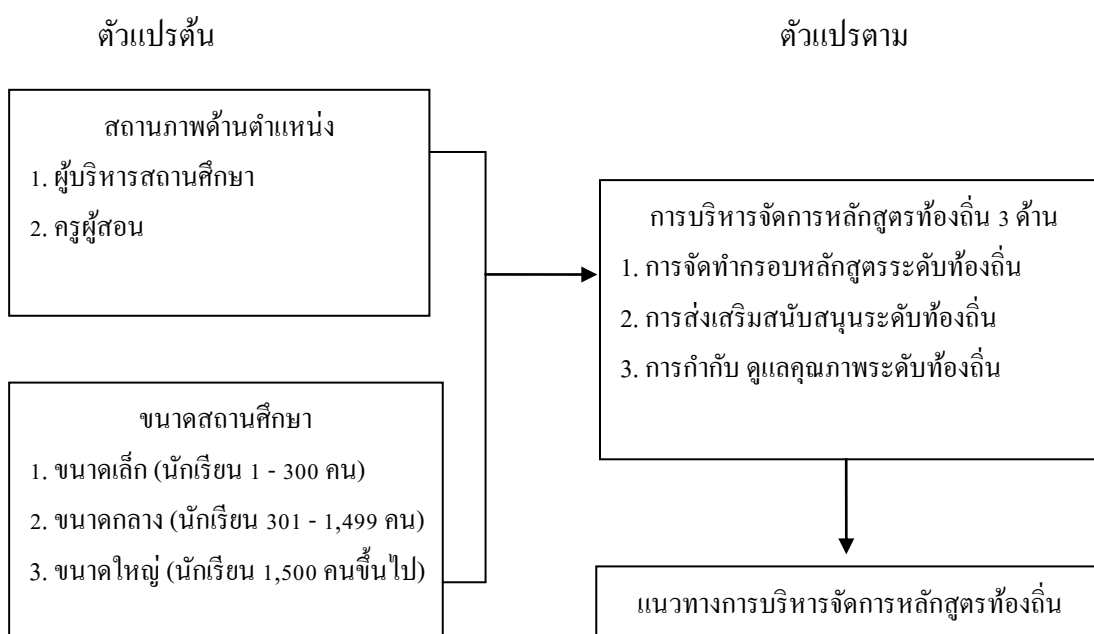 ตัวแปรต้น
ตัวแปรตาม
สถานภาพด้านตำแหน่ง
1. ผู้บริหารสถานศึกษา
2. ครูผู้สอน
ขนาดสถานศึกษา
1. ขนาดเล็ก (นักเรียน 1 - 300 คน)
2. ขนาดกลาง (นักเรียน 301 - 1,499 คน)
3. ขนาดใหญ่ (นักเรียน 1,500 คนขึ้นไป)
การบริหารจัดการหลักสูตรท้องถิ่น 3 ด้าน
1. การจัดทำกรอบหลักสูตรระดับท้องถิ่น
2. การส่งเสริมสนับสนุนระดับท้องถิ่น
3. การกำกับ ดูแลคุณภาพระดับท้องถิ่น
แนวทางการบริหารจัดการหลักสูตรท้องถิ่น